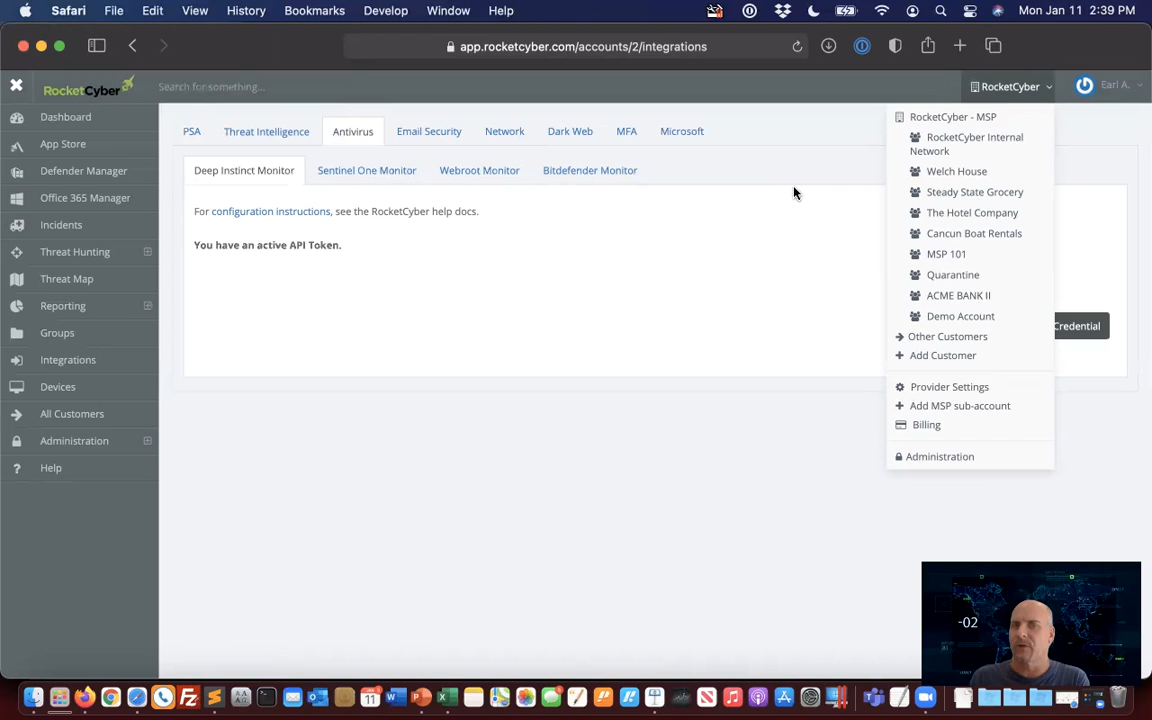 Safari File Edit View History Bookmarks Develop Window Help Mon Jan 11 2:39 PM
app.rocketcyber.com/accounts/2/integrations
RocketCyber
Search for something...
RocketCyber
Earl A.
Dashboard
App Store
Defender Manager
Office 365 Manager
Incidents
Threat Hunting
Threat Map
Reporting
Groups
Integrations
Devices
All Customers
Administration
Help
PSA Threat Intelligence Antivirus Email Security Network Dark Web MFA Microsoft
Deep Instinct Monitor Sentinel One Monitor Webroot Monitor Bitdefender Monitor
For configuration instructions, see the RocketCyber help docs.
You have an active API Token.
Credential
RocketCyber - MSP
RocketCyber Internal
Network
Welch House
Steady State Grocery
The Hotel Company
Cancun Boat Rentals
MSP 101
Quarantine
ACME BANK II
Demo Account
Other Customers
+ Add Customer
Provider Settings
+ Add MSP sub-account
Billing
Administration
-02